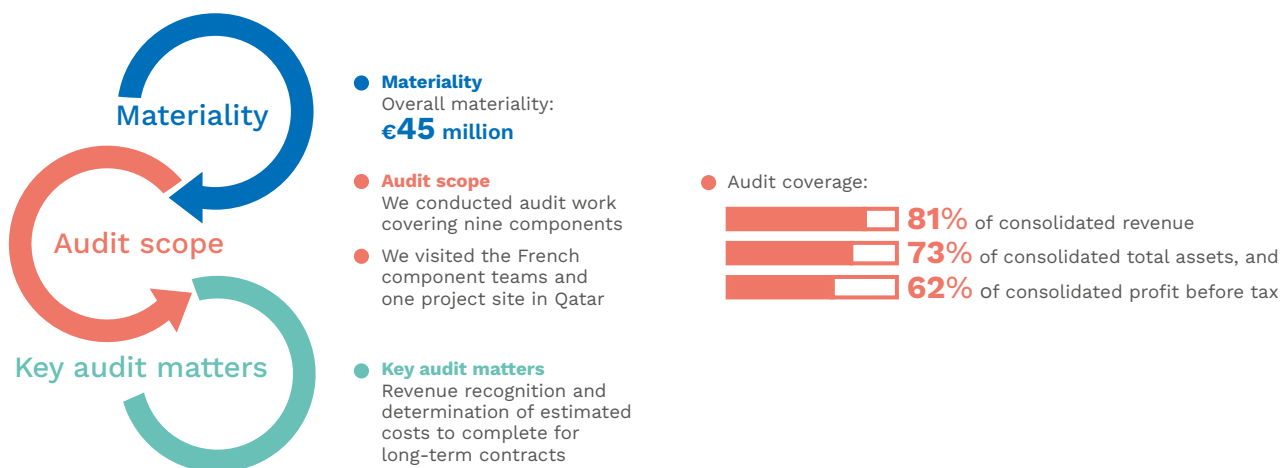 Materiality
Audit scope
Key audit matters
Materiality
Overall materiality:
€45 million
Audit scope
We conducted audit work
covering nine components
We visited the French
component teams and
one project site in Qatar
Key audit matters
Revenue recognition and
determination of estimated
costs to complete for
long-term contracts
Audit coverage:
81% of consolidated revenue
73% of consolidated total assets, and
62% of consolidated profit before tax